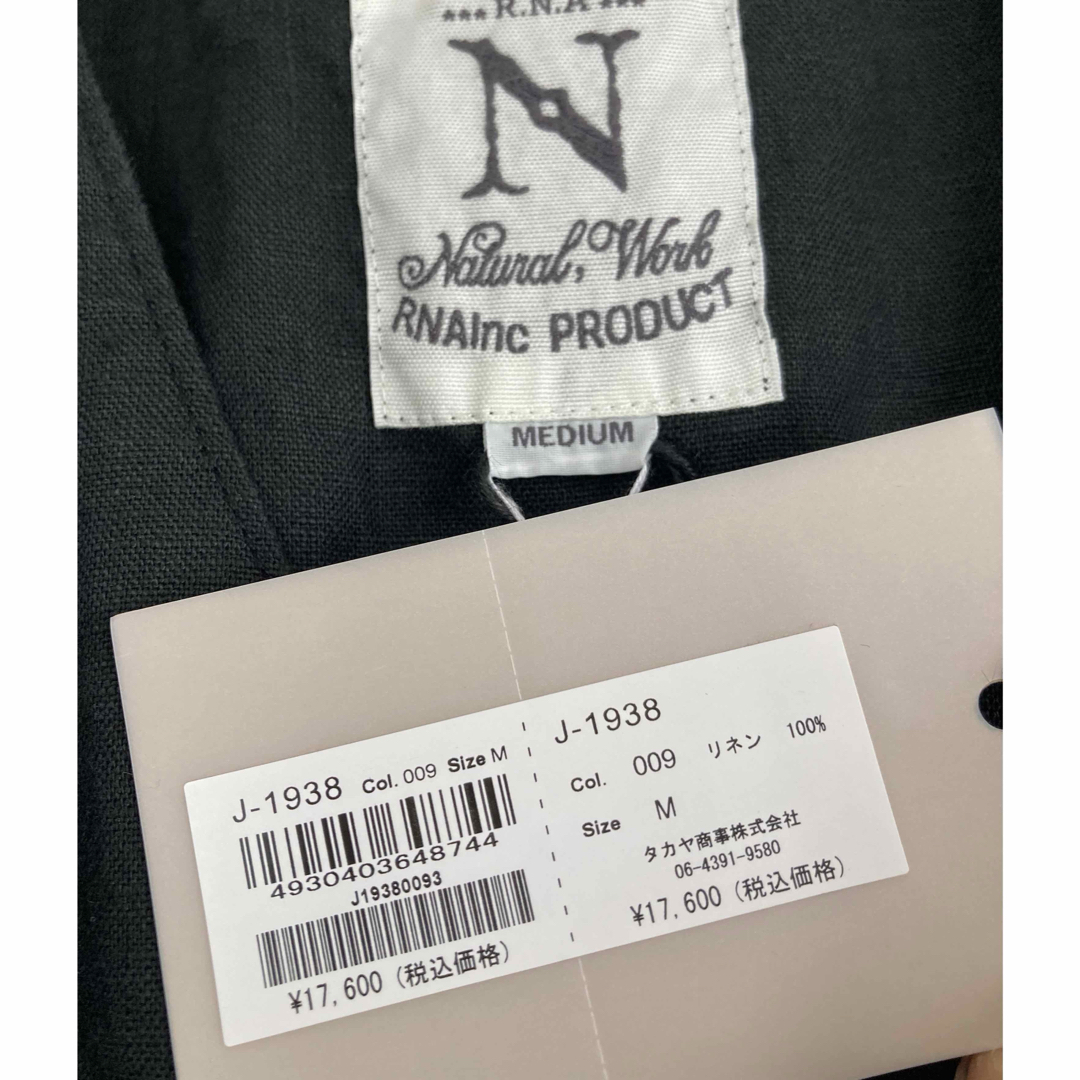 *** R.N.A ***
N
Natural, Work
RNAInc PRODUCT
MEDIUM
J-1938 Col. 009 Size M
4930403648744
J19380093
¥17,600 (税込価格)
J-1938
Col. 009 リネン 100%
Size M
タカヤ商事株式会社
06-4391-9580
¥17,600 (税込価格)